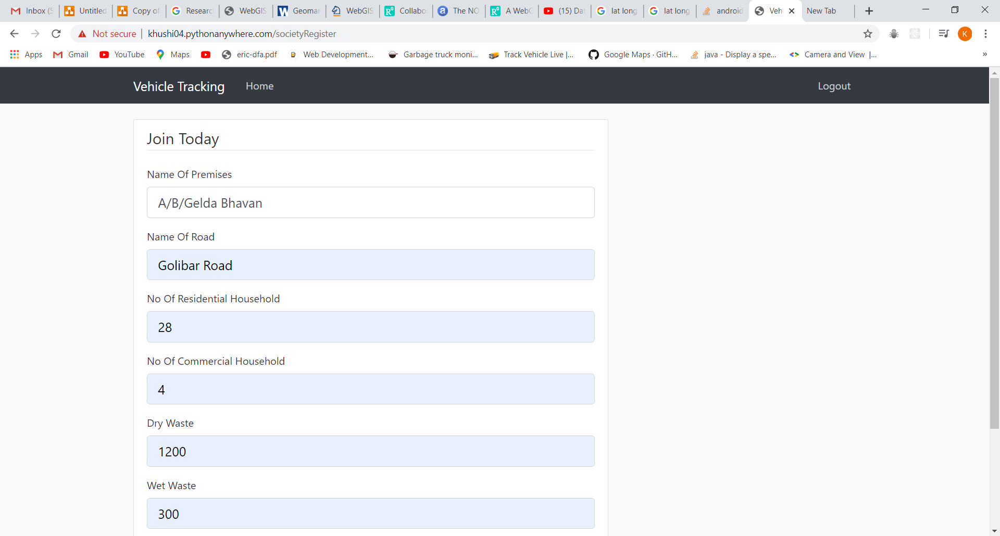 Inbox (5
Untitled
Copy of
Researc
WebGIS
Geomar
WebGIS
Collabo
The NO
A WebG
(15) Dat
lat long
lat long
android
Vehi
New Tab
Not secure
khushi04.pythonanywhere.com/societyRegister
K
Apps
Gmail
YouTube
Maps
eric-dfa.pdf
Web Development...
Garbage truck moni...
Track Vehicle Live |...
Google Maps · GitH...
java - Display a spe...
Camera and View |...
»
Vehicle Tracking
Home
Logout
Join Today
Name Of Premises
A/B/Gelda Bhavan
Name Of Road
Golibar Road
No Of Residential Household
28
No Of Commercial Household
4
Dry Waste
1200
Wet Waste
300